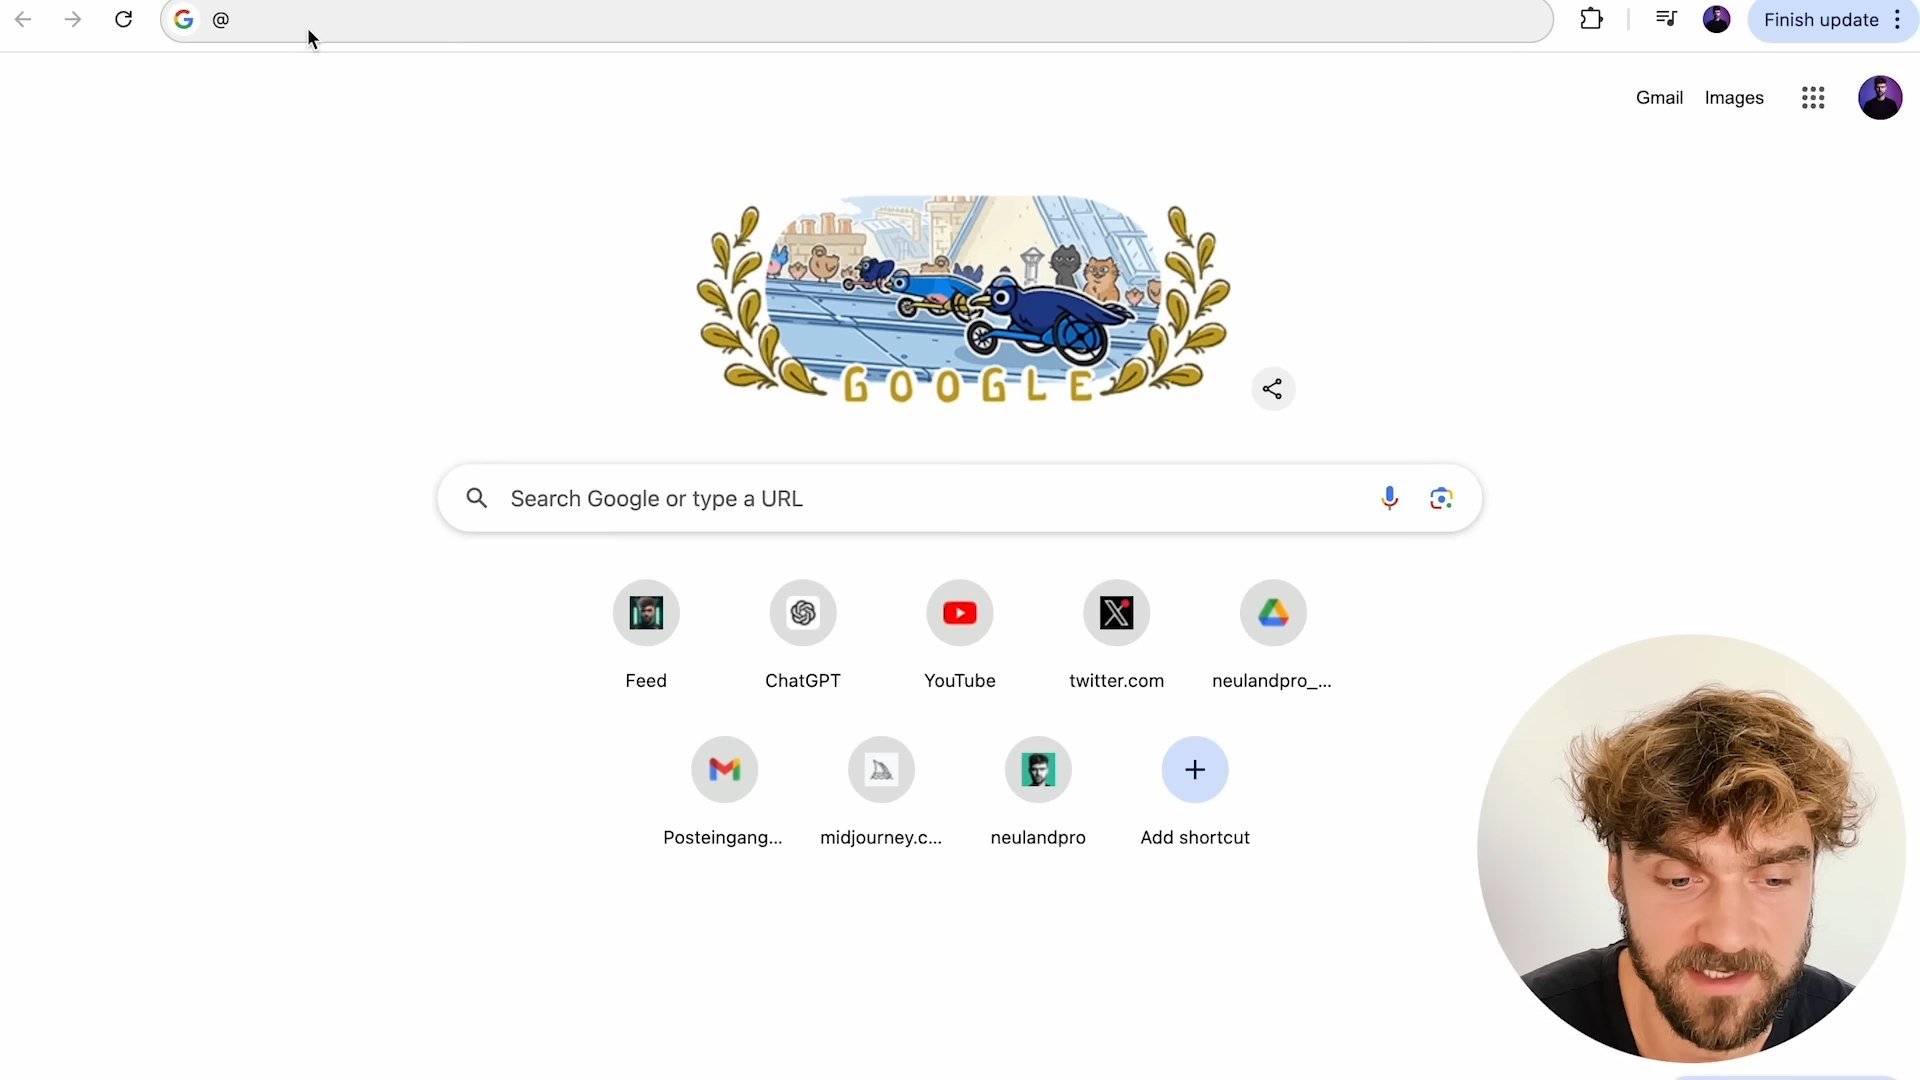 @
Finish update
Gmail Images
GOOGLE
Search Google or type a URL
Feed
ChatGPT
YouTube
twitter.com
neulandpro_...
Posteingang...
midjourney.c...
neulandpro
Add shortcut